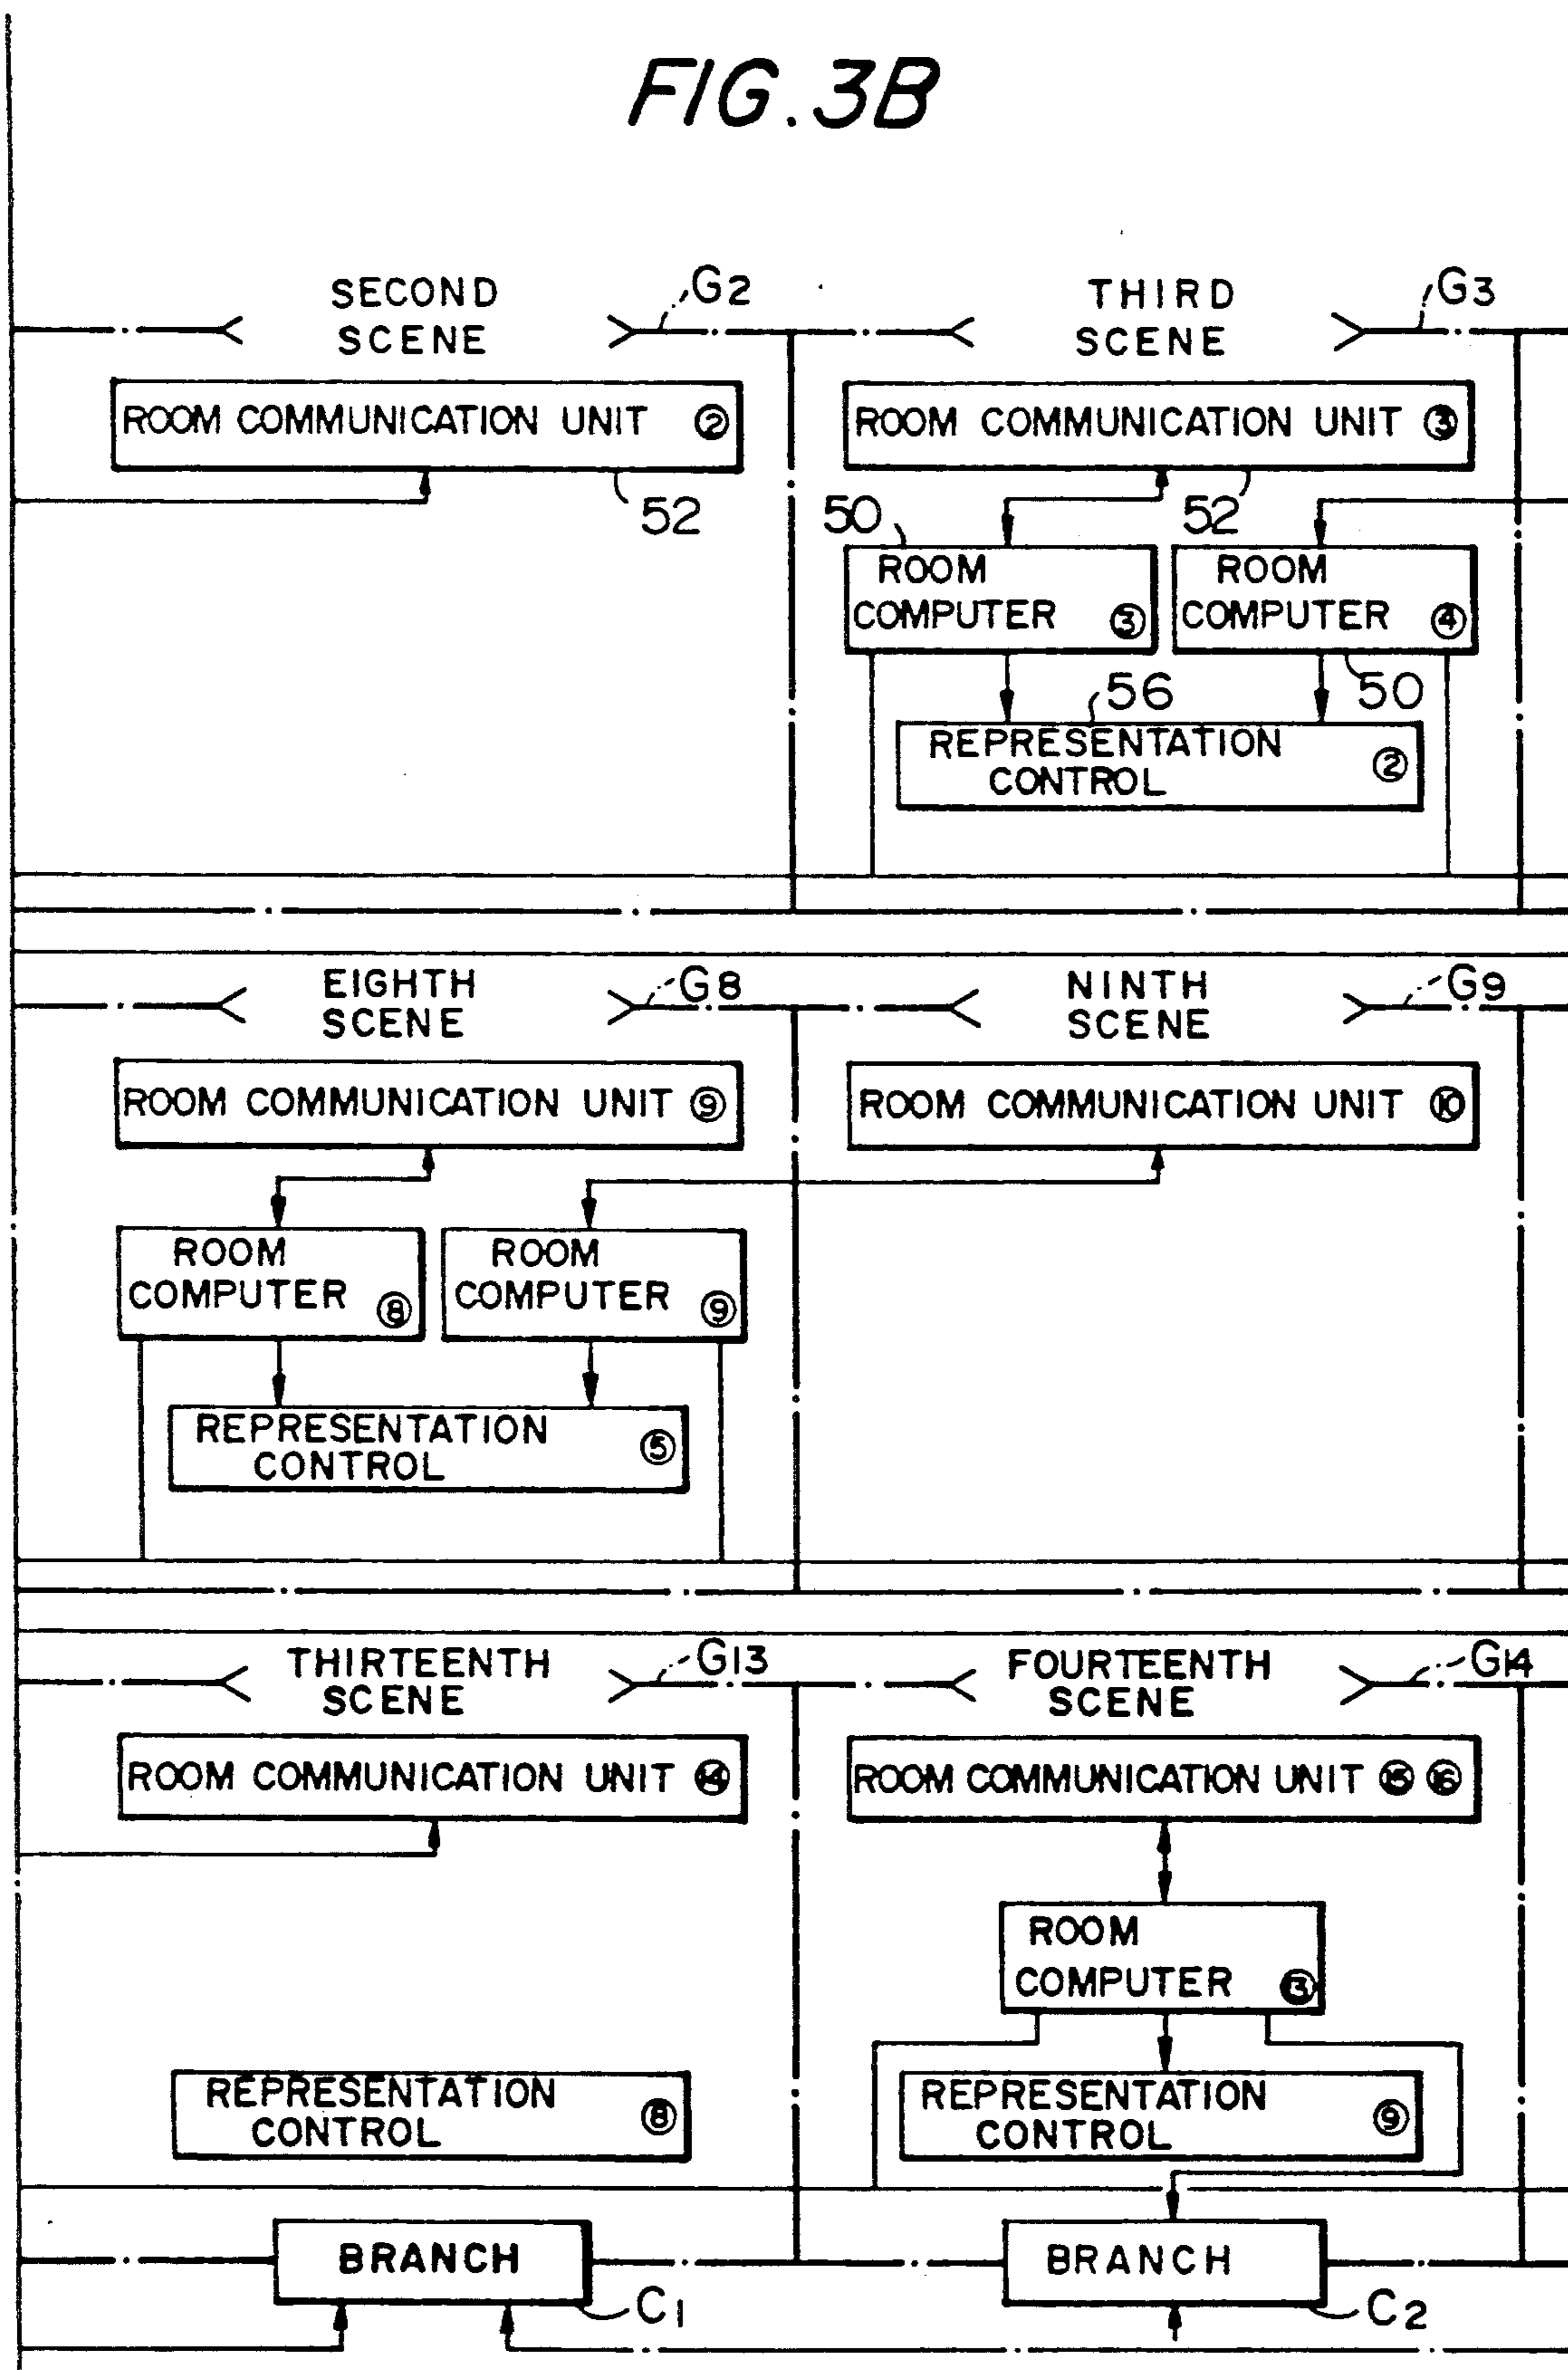 FIG. 3B
SECOND
SCENE
G2
THIRD
SCENE
G3
ROOM COMMUNICATION UNIT ②
ROOM COMMUNICATION UNIT ③
52
50
52
ROOM
COMPUTER ③
ROOM
COMPUTER ④
56
50
REPRESENTATION
CONTROL ②
EIGHTH
SCENE
G8
NINTH
SCENE
G9
ROOM COMMUNICATION UNIT ⑨
ROOM COMMUNICATION UNIT ⑩
ROOM
COMPUTER ⑧
ROOM
COMPUTER ⑨
REPRESENTATION
CONTROL ⑤
THIRTEENTH
SCENE
G13
FOURTEENTH
SCENE
G14
ROOM COMMUNICATION UNIT ⑭
ROOM COMMUNICATION UNIT ⑮ ⑯
ROOM
COMPUTER ⑬
REPRESENTATION
CONTROL ⑧
REPRESENTATION
CONTROL ⑨
BRANCH
C1
BRANCH
C2